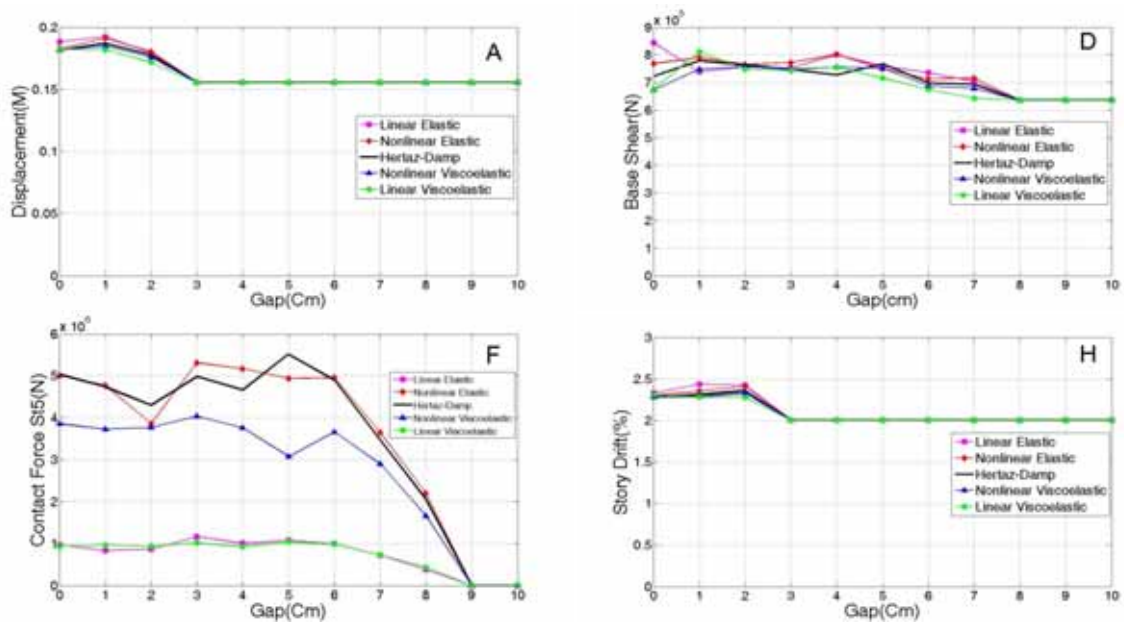 A
0.2
0.15
0.1
0.05
0
Displacement(M)
Linear Elastic
Nonlinear Elastic
Hertaz-Damp
Nonlinear Viscoelastic
Linear Viscoelastic
0 1 2 3 4 5 6 7 8 9 10
Gap(Cm)
D
x 10
9
8
7
6
5
4
3
2
1
0
Base Shear(N)
Linear Elastic
Nonlinear Elastic
Hertaz-Damp
Nonlinear Viscoelastic
Linear Viscoelastic
0 1 2 3 4 5 6 7 8 9 10
Gap(cm)
F
x 10
6
5
4
3
2
1
0
Contact Force St5(N)
Linear Elastic
Nonlinear Elastic
Hertaz-Damp
Nonlinear Viscoelastic
Linear Viscoelastic
0 1 2 3 4 5 6 7 8 9 10
Gap(Cm)
H
3
2.5
2
1.5
1
0.5
0
Story Drift(%)
Linear Elastic
Nonlinear Elastic
Hertaz-Damp
Nonlinear Viscoelastic
Linear Viscoelastic
0 1 2 3 4 5 6 7 8 9 10
Gap(Cm)